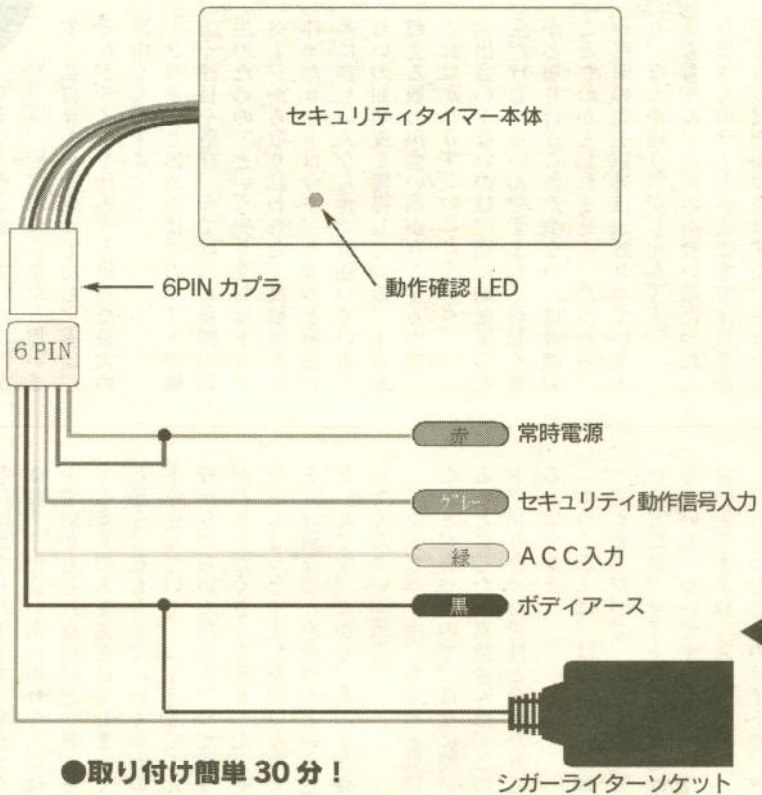 セキュリティタイマー本体
6PIN カプラ
動作確認 LED
6 PIN
赤 常時電源
グレー セキュリティ動作信号入力
緑 ACC入力
黒 ボディアース
●取り付け簡単 30 分！
シガーライターソケット